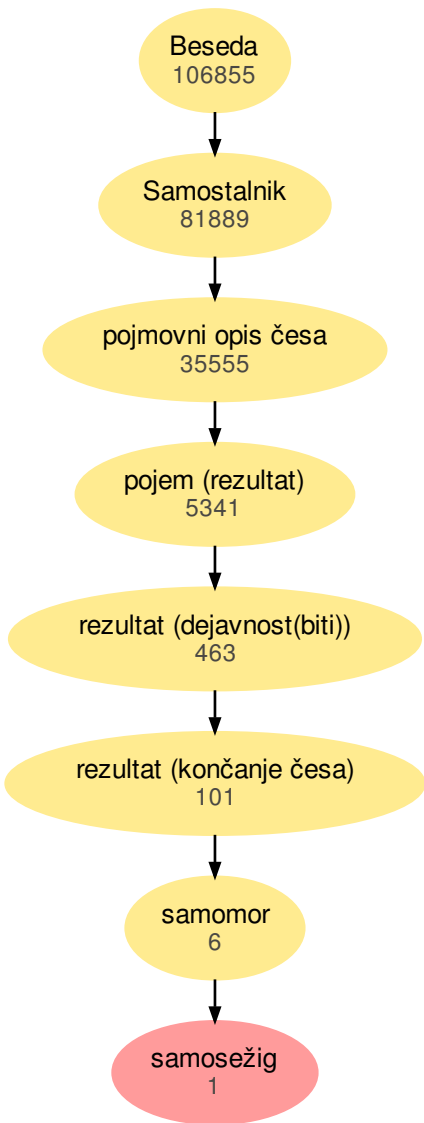 Beseda
106855
Samostalnik
81889
pojmovni opis česa
35555
pojem (rezultat)
5341
rezultat (dejavnost(biti))
463
rezultat (končanje česa)
101
samomor
6
samosežig
1